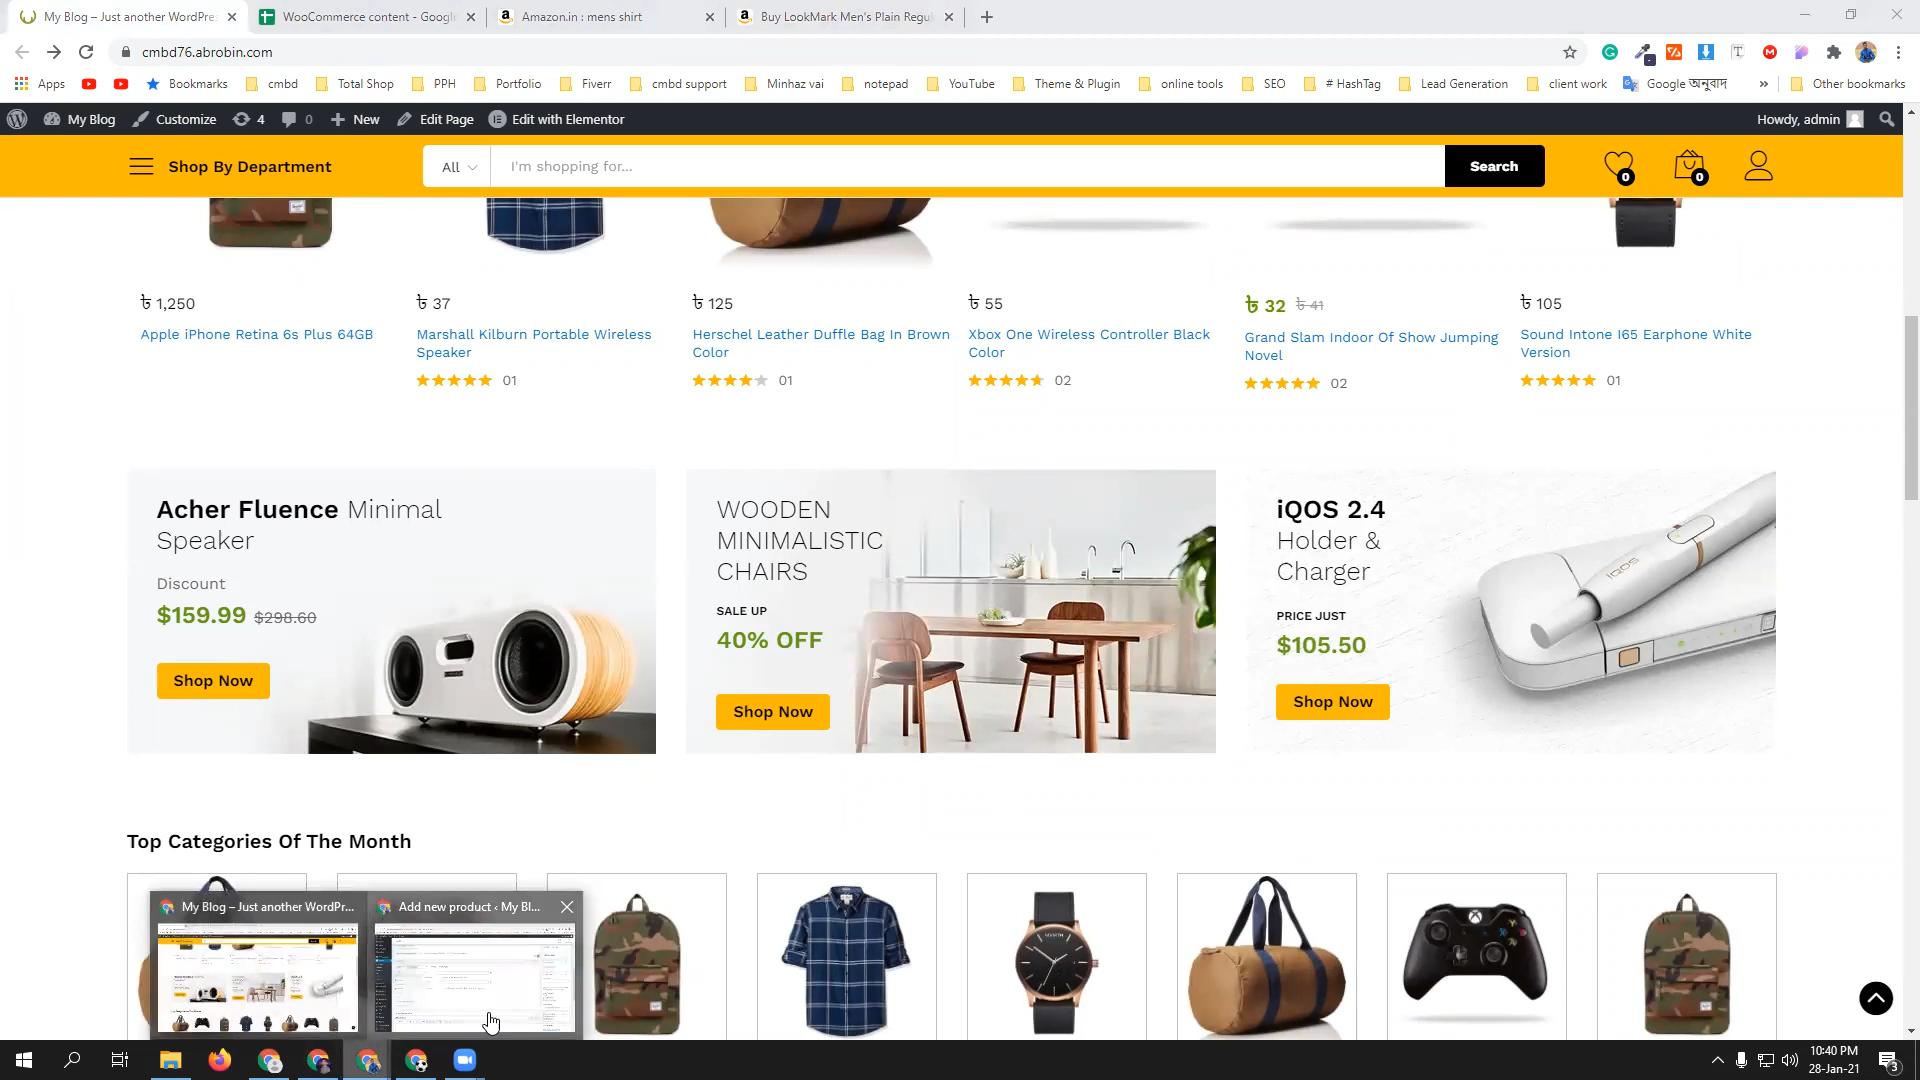 My Blog – Just another WordPre:
WooCommerce content - Google
Amazon.in : mens shirt
Buy LookMark Men's Plain Regul
cmbd76.abrobin.com
Apps
Bookmarks
cmbd
Total Shop
PPH
Portfolio
Fiverr
cmbd support
Minhaz vai
notepad
YouTube
Theme & Plugin
online tools
SEO
# HashTag
Lead Generation
client work
Google অনুবাদ
»
Other bookmarks
My Blog
4
0
New
Edit Page
Edit with Elementor
Howdy, admin
Shop By Department
All
I'm shopping for...
Search
0
0
৳ 1,250
Apple iPhone Retina 6s Plus 64GB
৳ 37
Marshall Kilburn Portable Wireless
Speaker
01
৳ 125
Herschel Leather Duffle Bag In Brown
Color
01
৳ 55
Xbox One Wireless Controller Black
Color
02
৳ 32 ৳ 41
Grand Slam Indoor Of Show Jumping
Novel
02
৳ 105
Sound Intone I65 Earphone White
Version
01
Acher Fluence Minimal
Speaker
Discount
$159.99 $298.60
Shop Now
WOODEN
MINIMALISTIC
CHAIRS
SALE UP
40% OFF
Shop Now
iQOS 2.4
Holder &
Charger
PRICE JUST
$105.50
Shop Now
IQOS
Top Categories Of The Month
My Blog – Just another WordPr...
Add new product ‹ My Bl...
10:40 PM
28-Jan-21
3